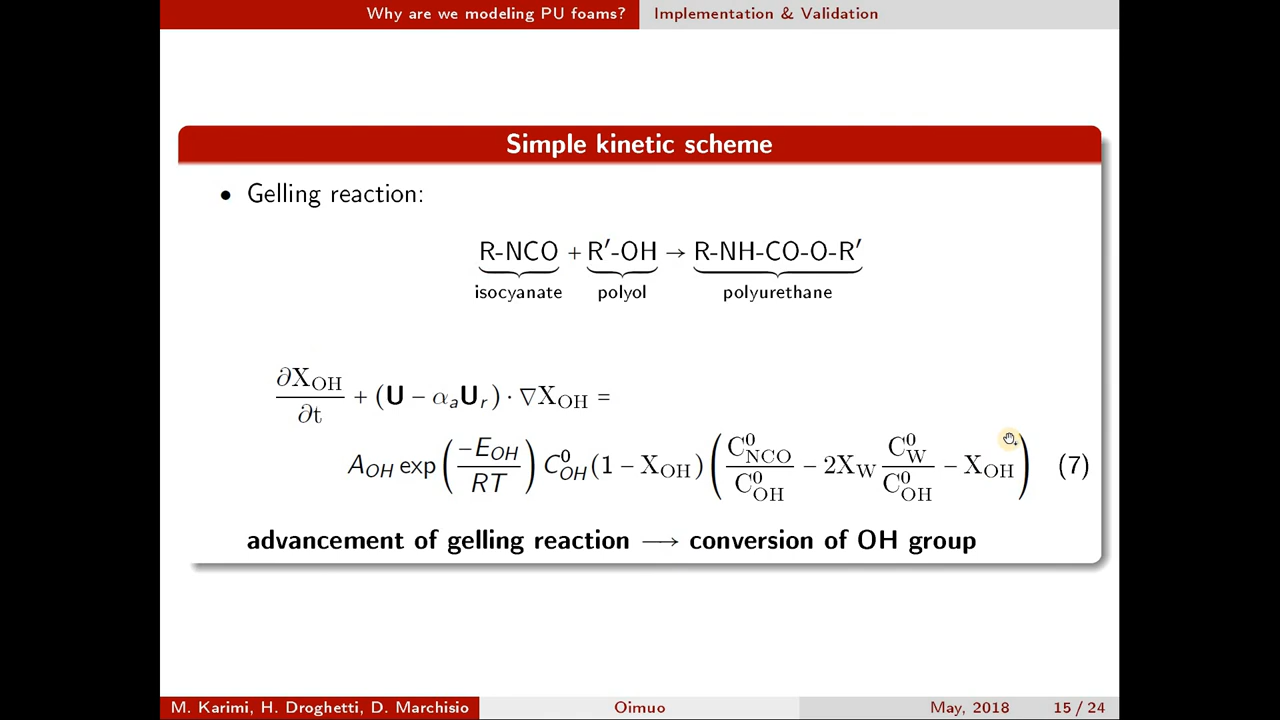 Why are we modeling PU foams? Implementation & Validation
Simple kinetic scheme
• Gelling reaction:
R-NCO + R′-OH → R-NH-CO-O-R′
isocyanate polyol polyurethane
∂X_OH/∂t + (U − α_a U_r) · ∇X_OH =
A_OH exp(−E_OH/RT) C⁰_OH(1 − X_OH)(C⁰_NCO/C⁰_OH − 2X_W C⁰_W/C⁰_OH − X_OH) (7)
advancement of gelling reaction ⟶ conversion of OH group
M. Karimi, H. Droghetti, D. Marchisio Oimuo May, 2018 15 / 24